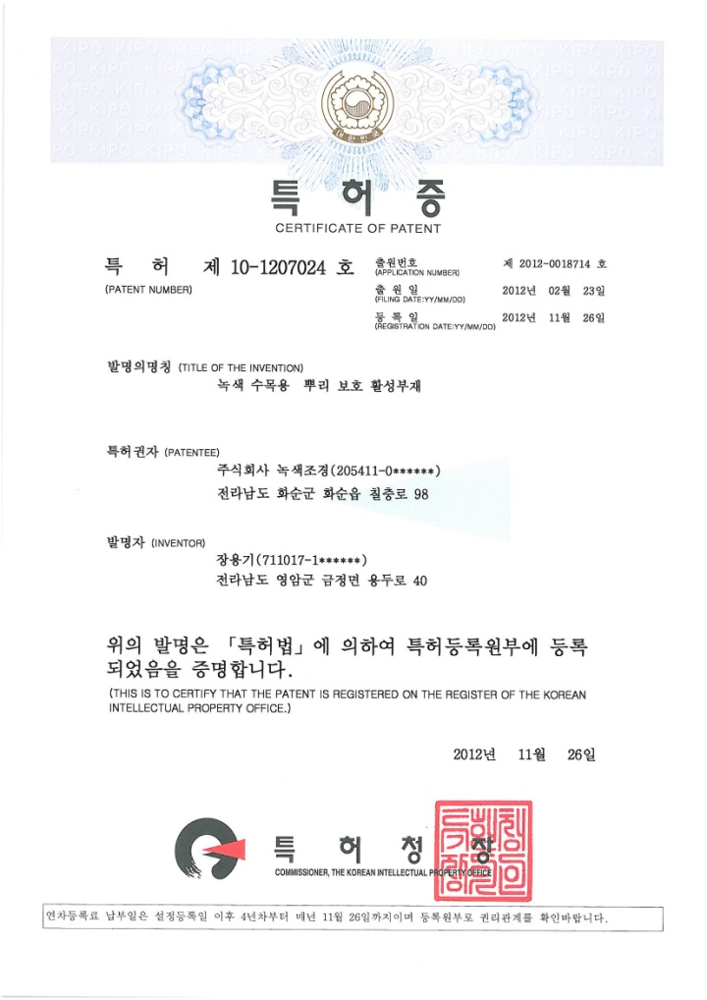 KIPO KIPO KIPO KIPO KIPO KIPO
대한민국
특 허 증
CERTIFICATE OF PATENT
특 허 제 10-1207024 호
(PATENT NUMBER)
출원번호 제 2012-0018714 호
(APPLICATION NUMBER)
출 원 일 2012년 02월 23일
(FILING DATE:YY/MM/DD)
등 록 일 2012년 11월 26일
(REGISTRATION DATE:YY/MM/DD)
발명의명칭 (TITLE OF THE INVENTION)
녹색 수목용 뿌리 보호 활성부재
특허권자 (PATENTEE)
주식회사 녹색조경(205411-0******)
전라남도 화순군 화순읍 칠충로 98
발명자 (INVENTOR)
장용기(711017-1******)
전라남도 영암군 금정면 용두로 40
위의 발명은 「특허법」에 의하여 특허등록원부에 등록
되었음을 증명합니다.
(THIS IS TO CERTIFY THAT THE PATENT IS REGISTERED ON THE REGISTER OF THE KOREAN
INTELLECTUAL PROPERTY OFFICE.)
2012년 11월 26일
특 허 청 장
COMMISSIONER, THE KOREAN INTELLECTUAL PROPERTY OFFICE
연차등록료 납부일은 설정등록일 이후 4년차부터 매년 11월 26일까지이며 등록원부로 권리관계를 확인바랍니다.